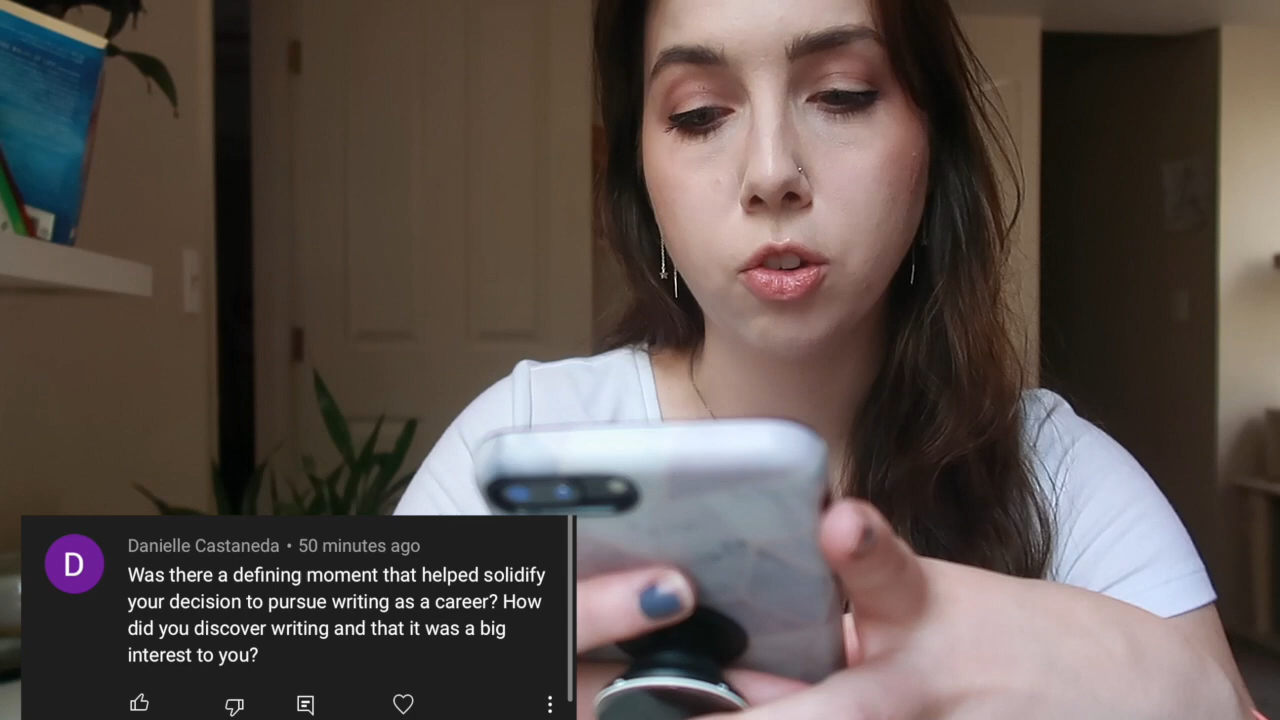 D
Danielle Castaneda • 50 minutes ago
Was there a defining moment that helped solidify
your decision to pursue writing as a career? How
did you discover writing and that it was a big
interest to you?